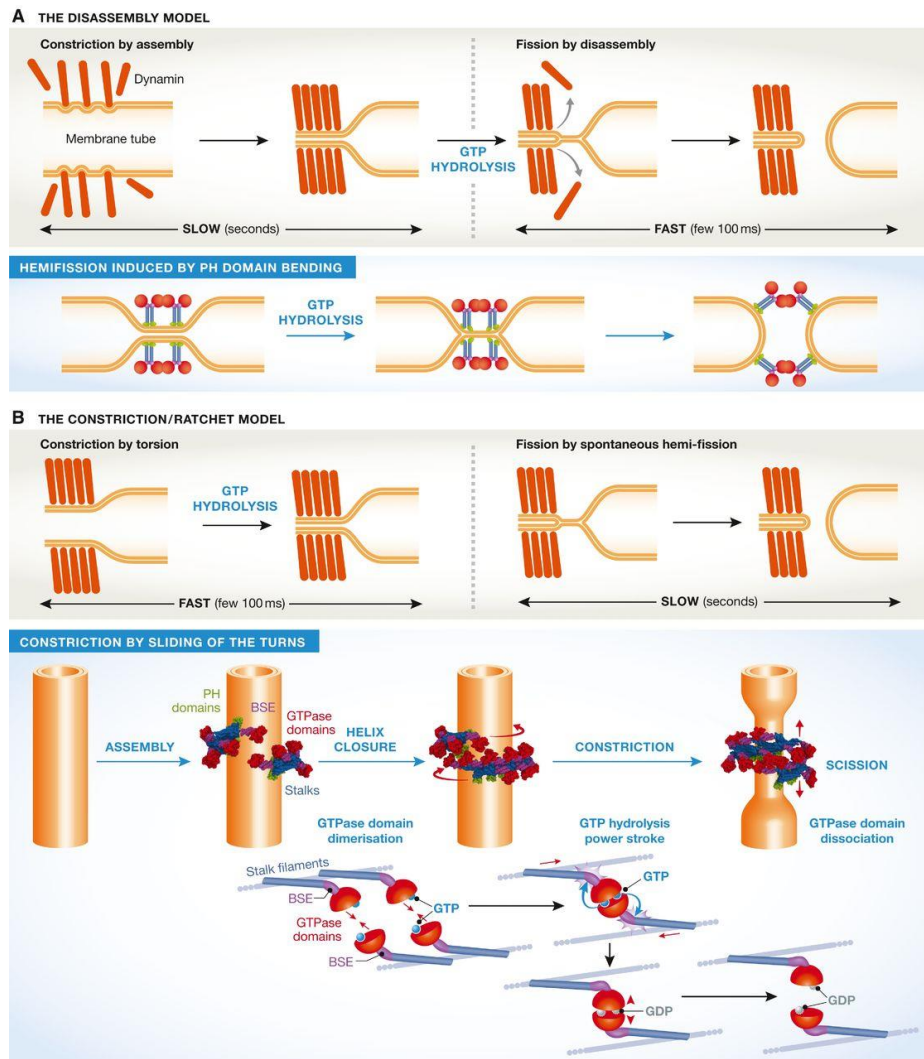 A THE DISASSEMBLY MODEL
Constriction by assembly
Fission by disassembly
Dynamin
Membrane tube
GTP
HYDROLYSIS
SLOW (seconds)
FAST (few 100 ms)
HEMIFISSION INDUCED BY PH DOMAIN BENDING
GTP
HYDROLYSIS
B THE CONSTRICTION/RATCHET MODEL
Constriction by torsion
Fission by spontaneous hemi-fission
GTP
HYDROLYSIS
FAST (few 100 ms)
SLOW (seconds)
CONSTRICTION BY SLIDING OF THE TURNS
PH
domains
BSE
GTPase
domains
Stalks
ASSEMBLY
HELIX
CLOSURE
CONSTRICTION
SCISSION
GTPase domain
dimerisation
GTP hydrolysis
power stroke
GTPase domain
dissociation
Stalk filaments
BSE
GTP
GTPase
domains
BSE
GTP
GDP
GDP